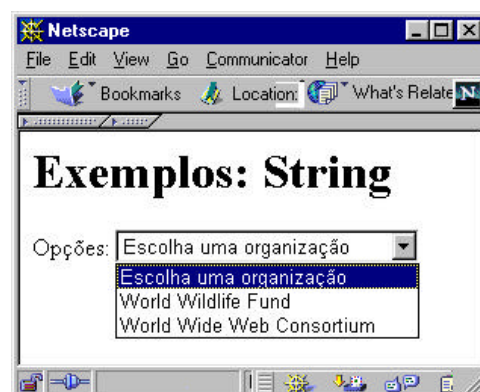 Netscape
File Edit View Go Communicator Help
Bookmarks Location: What's Relate N
Exemplos: String
Opções: Escolha uma organização
Escolha uma organização
World Wildlife Fund
World Wide Web Consortium